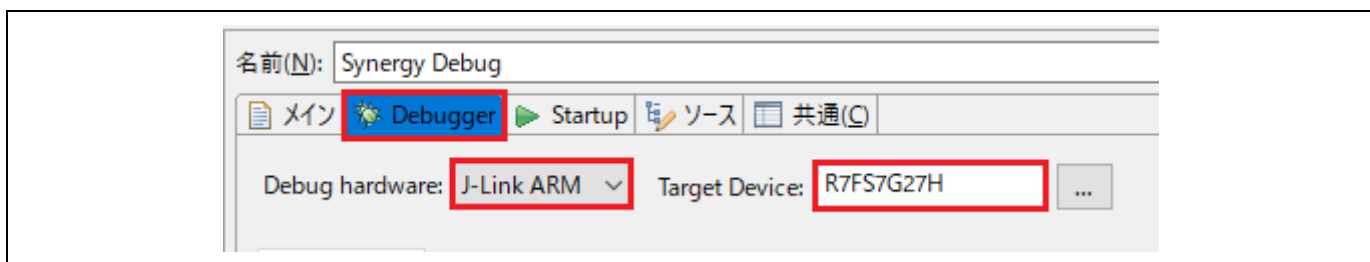 名前(N): Synergy Debug
メイン Debugger Startup ソース 共通(C)
Debug hardware: J-Link ARM Target Device: R7FS7G27H ...